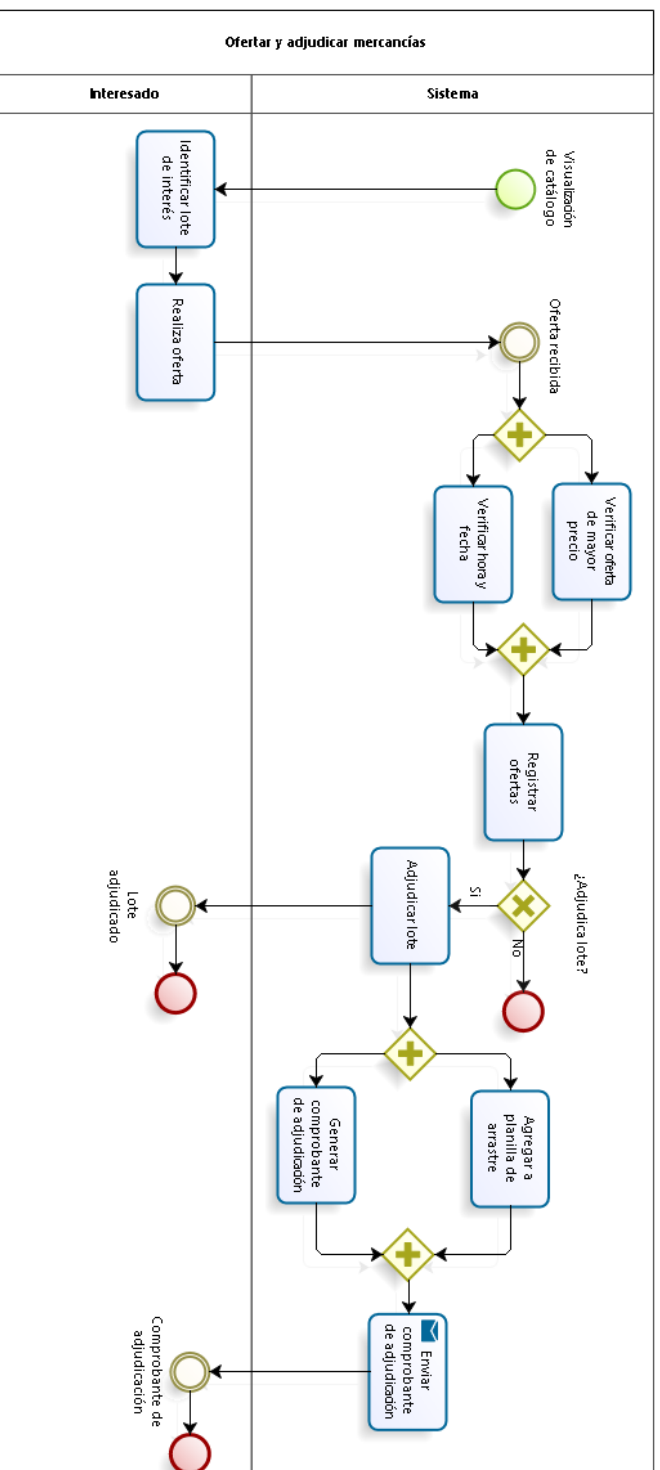 Ofertar y adjudicar mercancías
Interesado
Sistema
Visualización
de catálogo
Identificar lote
de interés
Realiza oferta
Oferta recibida
Verificar oferta
de mayor
precio
Verificar hora y
fecha
Registrar
ofertas
¿Adjudica lote?
Si
No
Adjudicar lote
Lote
adjudicado
Agregar a
planilla de
arrastre
Generar
comprobante
de adjudicación
Enviar
comprobante
de adjudicación
Comprobante de
adjudicación